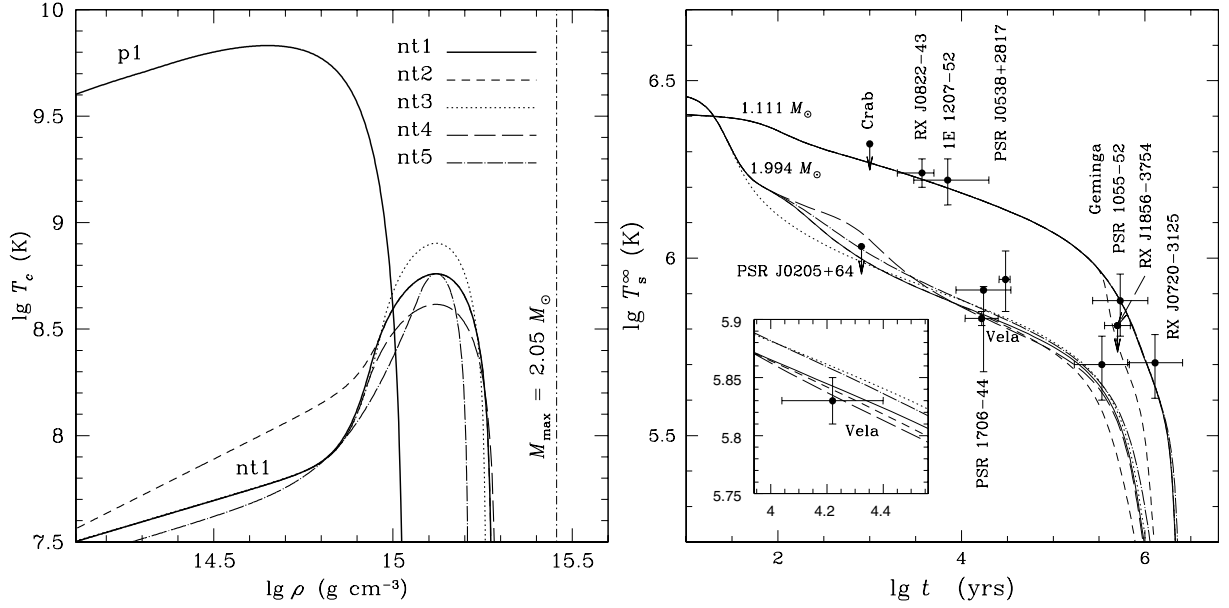 10
9.5
9
8.5
8
7.5
lg T_c (K)
14.5
15
15.5
lg ρ (g cm⁻³)
p1
nt1
nt2
nt3
nt4
nt5
nt1
M_max = 2.05 M_⊙
6.5
6
5.5
lg T_s^∞ (K)
2
4
6
lg t (yrs)
1.111 M_⊙
1.994 M_⊙
Crab
RX J0822-43
1E 1207-52
PSR J0538+2817
PSR J0205+64
Geminga
PSR 1055-52
RX J1856-3754
RX J0720-3125
Vela
PSR 1706-44
5.9
5.85
5.8
5.75
4
4.2
4.4
Vela